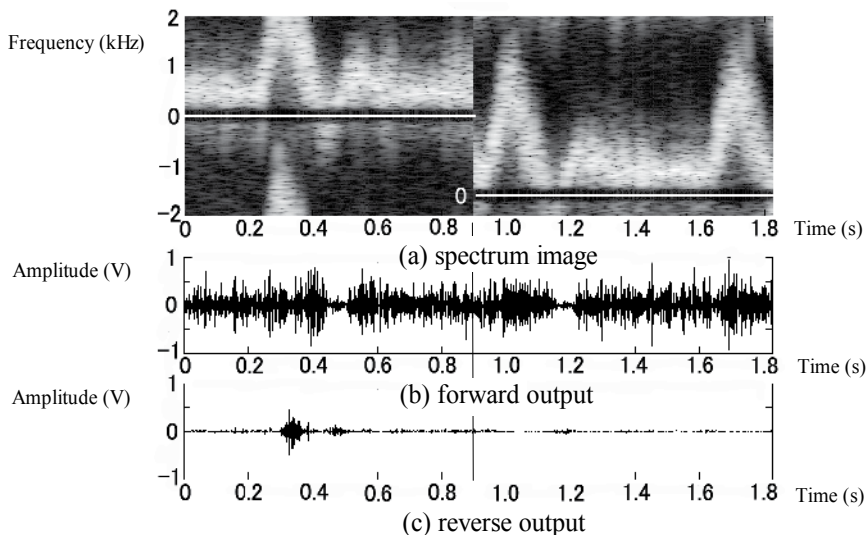 Frequency (kHz)
2
1
0
-1
-2
0
0 0.2 0.4 0.6 0.8 1.0 1.2 1.4 1.6 1.8 Time (s)
(a) spectrum image
Amplitude (V)
1
0
-1
0 0.2 0.4 0.6 0.8 1.0 1.2 1.4 1.6 1.8 Time (s)
(b) forward output
Amplitude (V)
1
0
-1
0 0.2 0.4 0.6 0.8 1.0 1.2 1.4 1.6 1.8 Time (s)
(c) reverse output